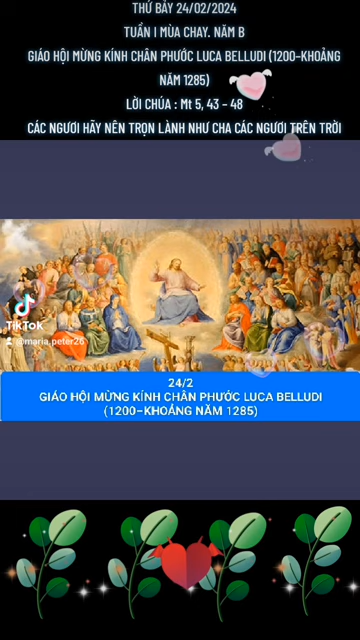 THỨ BẢY 24/02/2024
TUẦN I MÙA CHAY. NĂM B
GIÁO HỘI MỪNG KÍNH CHÂN PHƯỚC LUCA BELLUDI (1200-KHOẢNG
NĂM 1285)
LỜI CHÚA : Mt 5, 43 - 48
CÁC NGƯƠI HÃY NÊN TRỌN LÀNH NHƯ CHA CÁC NGƯƠI TRÊN TRỜI
TikTok
@maria.peter26
24/2
GIÁO HỘI MỪNG KÍNH CHÂN PHƯỚC LUCA BELLUDI
(1200-KHOẢNG NĂM 1285)